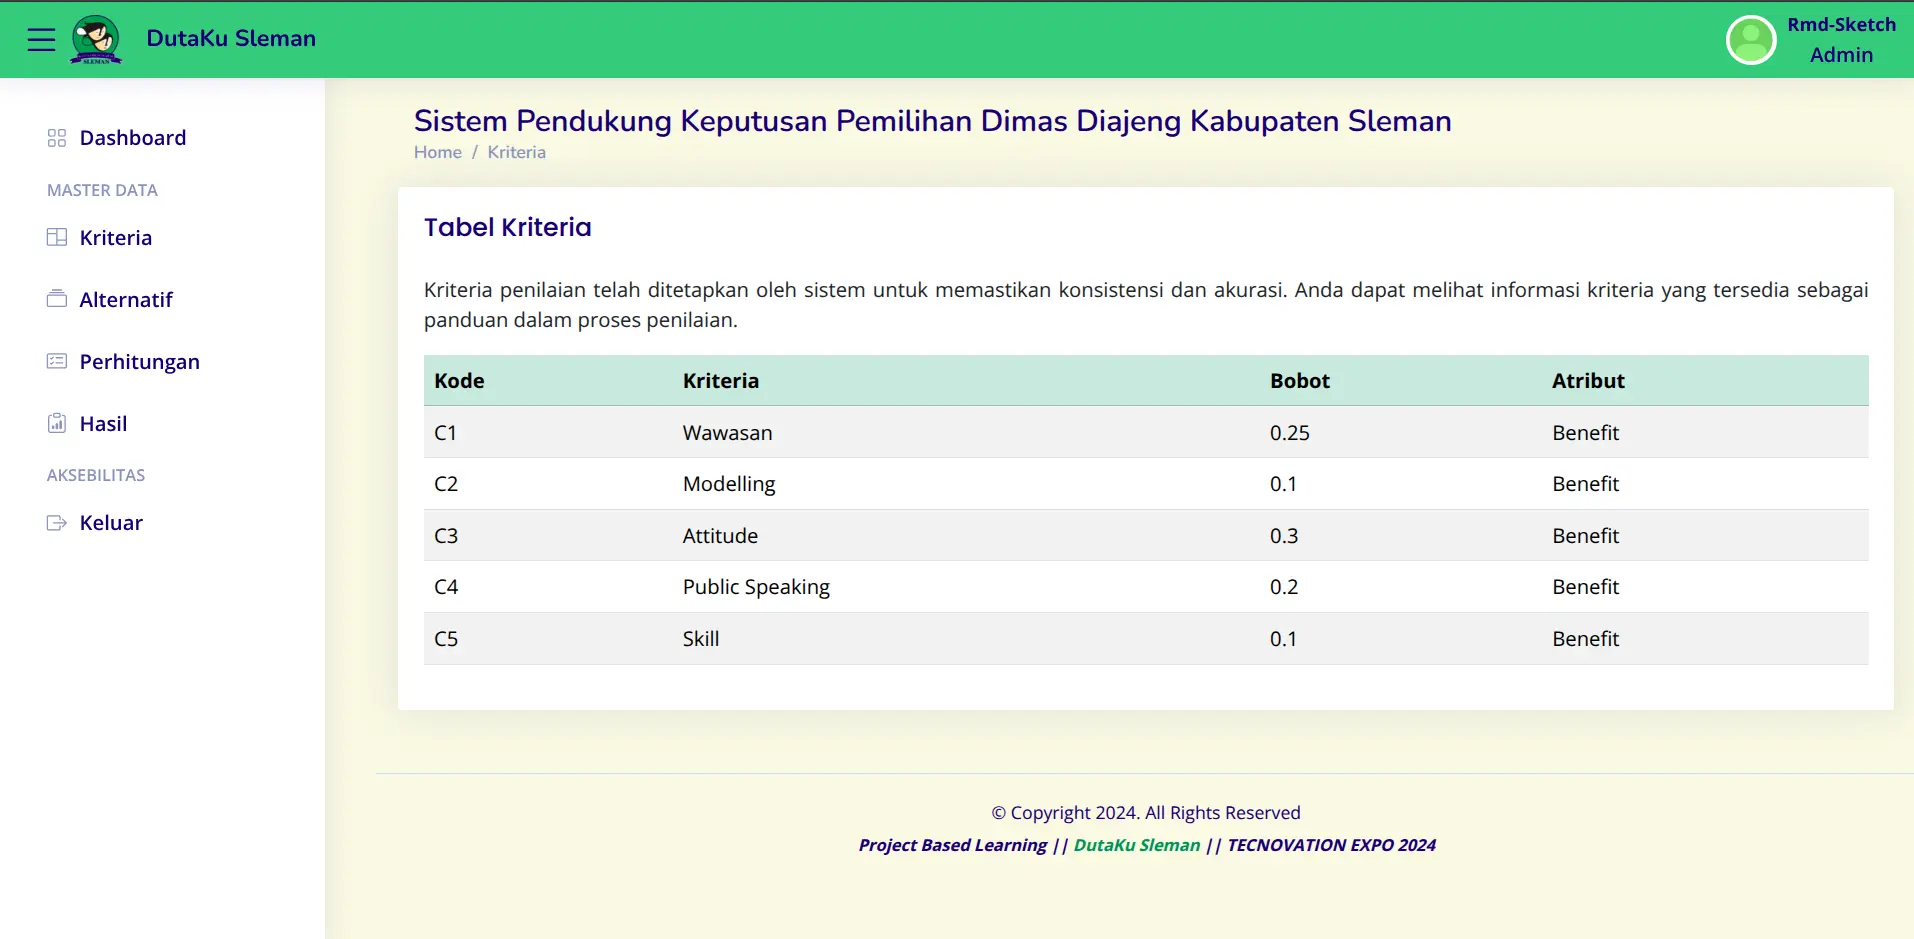 DutaKu Sleman
SLEMAN
Rmd-Sketch
Admin
Dashboard
MASTER DATA
Kriteria
Alternatif
Perhitungan
Hasil
AKSEBILITAS
Keluar
Sistem Pendukung Keputusan Pemilihan Dimas Diajeng Kabupaten Sleman
Home / Kriteria
Tabel Kriteria
Kriteria penilaian telah ditetapkan oleh sistem untuk memastikan konsistensi dan akurasi. Anda dapat melihat informasi kriteria yang tersedia sebagai
panduan dalam proses penilaian.
Kode Kriteria Bobot Atribut
C1 Wawasan 0.25 Benefit
C2 Modelling 0.1 Benefit
C3 Attitude 0.3 Benefit
C4 Public Speaking 0.2 Benefit
C5 Skill 0.1 Benefit
© Copyright 2024. All Rights Reserved
Project Based Learning || DutaKu Sleman || TECNOVATION EXPO 2024